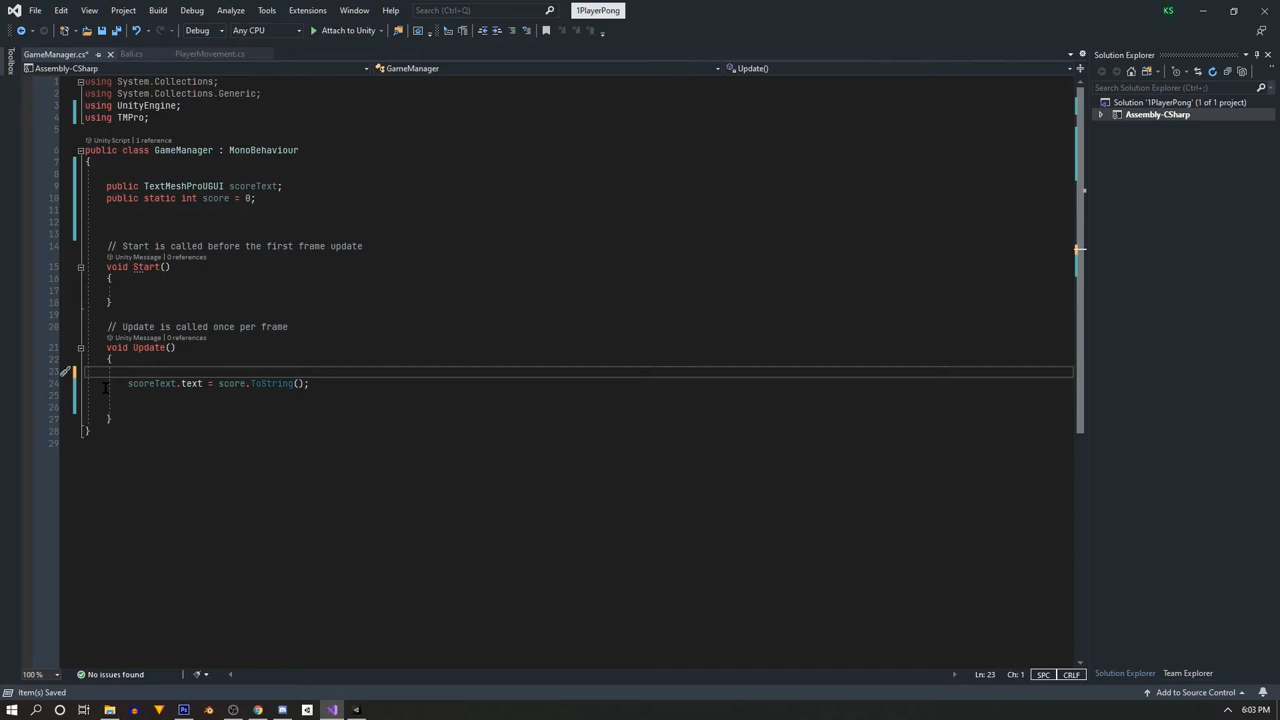 File Edit View Project Build Debug Analyze Tools Extensions Window Help Search (Ctrl+Q) 1PlayerPong KS
Debug Any CPU Attach to Unity
Toolbox
GameManager.cs* Ball.cs PlayerMovement.cs
Assembly-CSharp GameManager Update()
1 using System.Collections;
2 using System.Collections.Generic;
3 using UnityEngine;
4 using TMPro;
5
Unity Script | 1 reference
6 public class GameManager : MonoBehaviour
7 {
8
9 public TextMeshProUGUI scoreText;
10 public static int score = 0;
11
12
13
14 // Start is called before the first frame update
Unity Message | 0 references
15 void Start()
16 {
17
18 }
19
20 // Update is called once per frame
Unity Message | 0 references
21 void Update()
22 {
23
24 scoreText.text = score.ToString();
25
26
27 }
28 }
29
Solution Explorer
Search Solution Explorer (Ctrl+;)
Solution '1PlayerPong' (1 of 1 project)
Assembly-CSharp
100 % No issues found Ln: 23 Ch: 1 SPC CRLF
Solution Explorer Team Explorer
Item(s) Saved Add to Source Control
6:03 PM